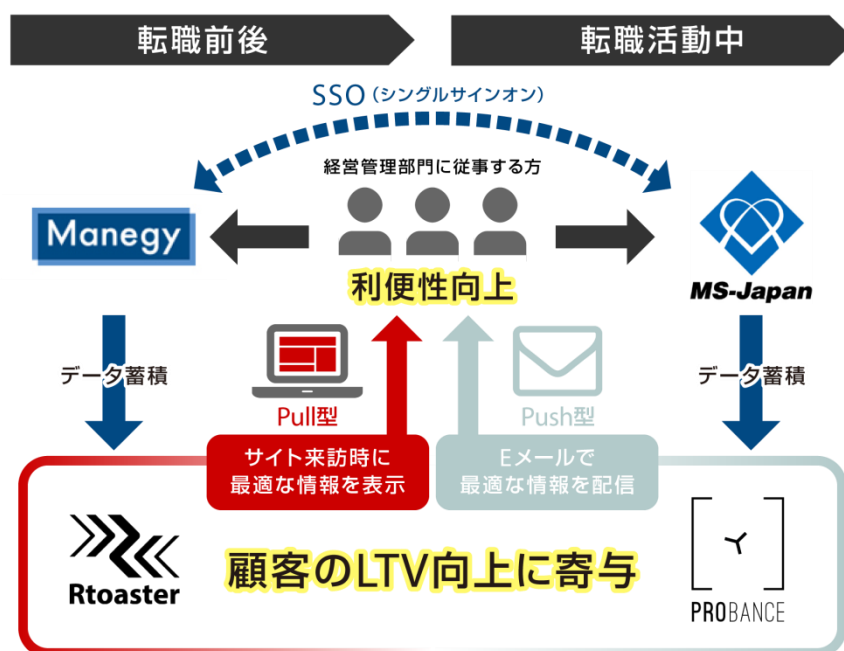 転職前後
転職活動中
SSO（シングルサインオン）
経営管理部門に従事する方
Manegy
MS-Japan
利便性向上
データ蓄積
データ蓄積
Pull型
Push型
サイト来訪時に
最適な情報を表示
Eメールで
最適な情報を配信
Rtoaster
顧客のLTV向上に寄与
PROBANCE